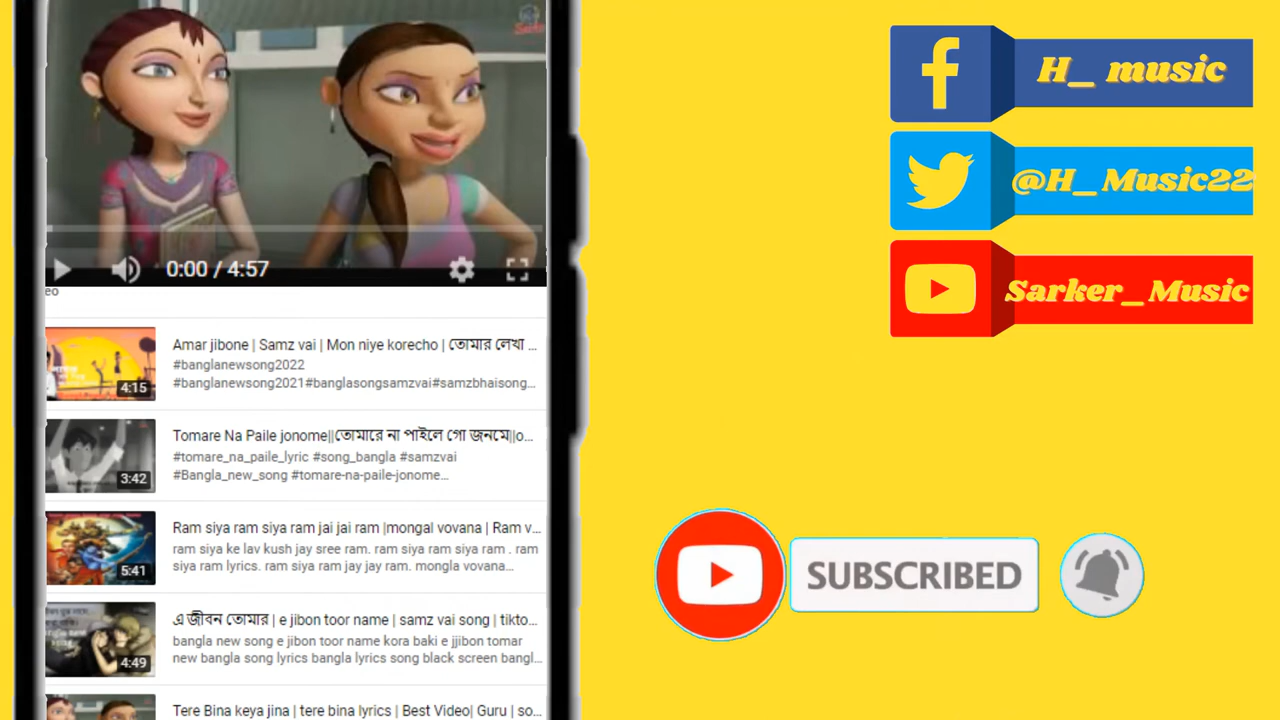 0:00 / 4:57
eo
Amar jibone | Samz vai | Mon niye korecho | তোমার লেখা ...
#banglanewsong2022
#banglanewsong2021#banglasongsamzvai#samzbhaisong...
4:15
Tomare Na Paile jonome||তোমারে না পাইলে গো জনমে||o...
#tomare_na_paile_lyric #song_bangla #samzvai
#Bangla_new_song #tomare-na-paile-jonome...
3:42
Ram siya ram siya ram jai jai ram |mongal vovana | Ram v...
ram siya ke lav kush jay sree ram. ram siya ram siya ram . ram
siya ram lyrics. ram siya ram jay jay ram. mongla vovana...
5:41
এ জীবন তোমার | e jibon toor name | samz vai song | tikto...
bangla new song e jibon toor name kora baki e jjibon tomar
new bangla song lyrics bangla lyrics song black screen bangl...
4:49
Tere Bina keya jina | tere bina lyrics | Best Video| Guru | so...
H_ music
@H_Music22
Sarker_Music
SUBSCRIBED